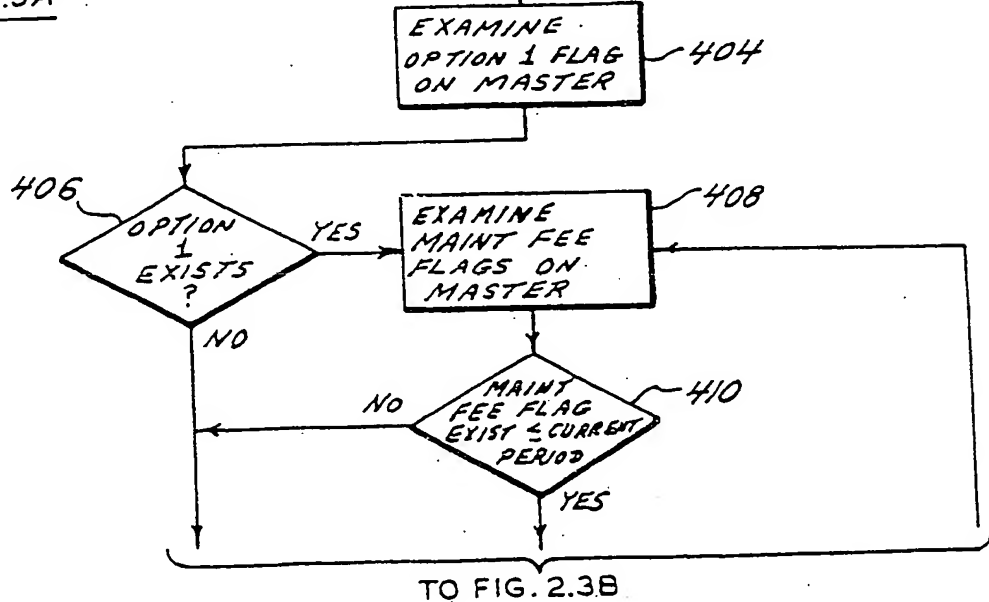 .3A
EXAMINE
OPTION 1 FLAG
ON MASTER
404
406
OPTION
1
EXISTS
?
YES
NO
EXAMINE
MAINT FEE
FLAGS ON
MASTER
408
MAINT
FEE FLAG
EXIST ≤ CURRENT
PERIOD
410
NO
YES
TO FIG. 2.3B